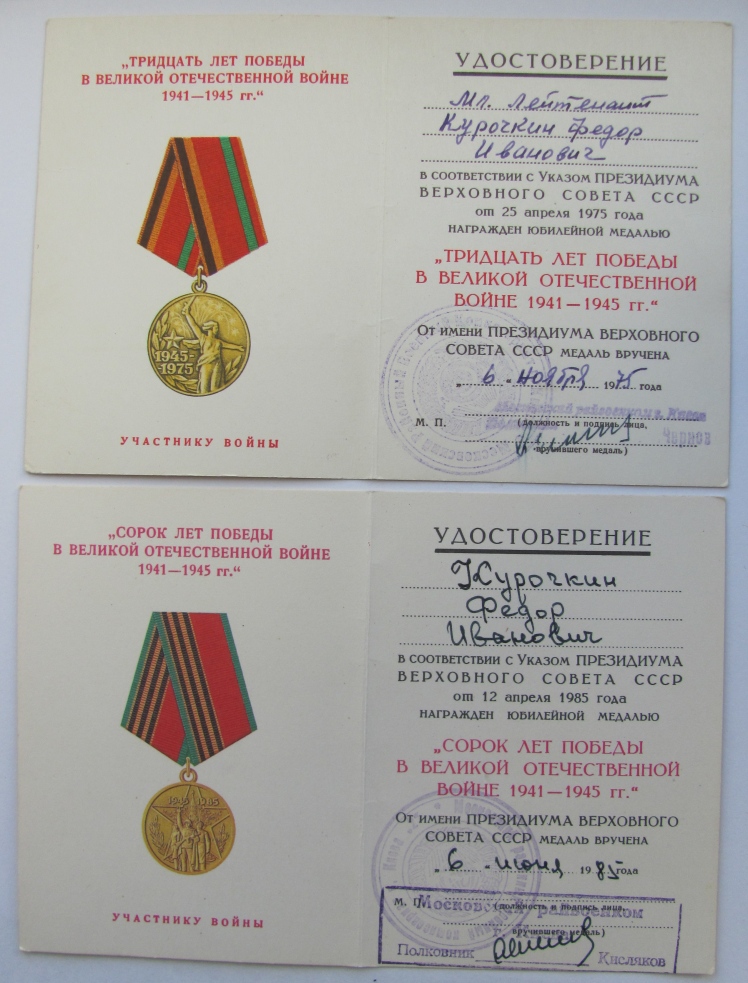 „ТРИДЦАТЬ ЛЕТ ПОБЕДЫ
В ВЕЛИКОЙ ОТЕЧЕСТВЕННОЙ ВОЙНЕ
1941—1945 гг.“
1945-
-1975
УЧАСТНИКУ ВОЙНЫ
УДОСТОВЕРЕНИЕ
Мл. лейтенант
Курочкин Федор
Иванович
В СООТВЕТСТВИИ С УКАЗОМ ПРЕЗИДИУМА
ВЕРХОВНОГО СОВЕТА СССР
от 25 апреля 1975 года
НАГРАЖДЕН ЮБИЛЕЙНОЙ МЕДАЛЬЮ
„ТРИДЦАТЬ ЛЕТ ПОБЕДЫ
В ВЕЛИКОЙ ОТЕЧЕСТВЕННОЙ
ВОЙНЕ 1941—1945 гг.“
ОТ ИМЕНИ ПРЕЗИДИУМА ВЕРХОВНОГО
СОВЕТА СССР МЕДАЛЬ ВРУЧЕНА
„ 6 “ ноября 1975 года
М. П.
(должность и подпись лица,
вручившего медаль)
„СОРОК ЛЕТ ПОБЕДЫ
В ВЕЛИКОЙ ОТЕЧЕСТВЕННОЙ ВОЙНЕ
1941—1945 гг.“
1945 1985
УЧАСТНИКУ ВОЙНЫ
УДОСТОВЕРЕНИЕ
Курочкин
Федор
Иванович
В СООТВЕТСТВИИ С УКАЗОМ ПРЕЗИДИУМА
ВЕРХОВНОГО СОВЕТА СССР
от 12 апреля 1985 года
НАГРАЖДЕН ЮБИЛЕЙНОЙ МЕДАЛЬЮ
„СОРОК ЛЕТ ПОБЕДЫ
В ВЕЛИКОЙ ОТЕЧЕСТВЕННОЙ
ВОЙНЕ 1941—1945 гг.“
ОТ ИМЕНИ ПРЕЗИДИУМА ВЕРХОВНОГО
СОВЕТА СССР МЕДАЛЬ ВРУЧЕНА
„ 6 “ июня 1985 года
М. П. (должность и подпись лица,
Московский райвоенком
вручившего медаль)
Полковник Кисляков